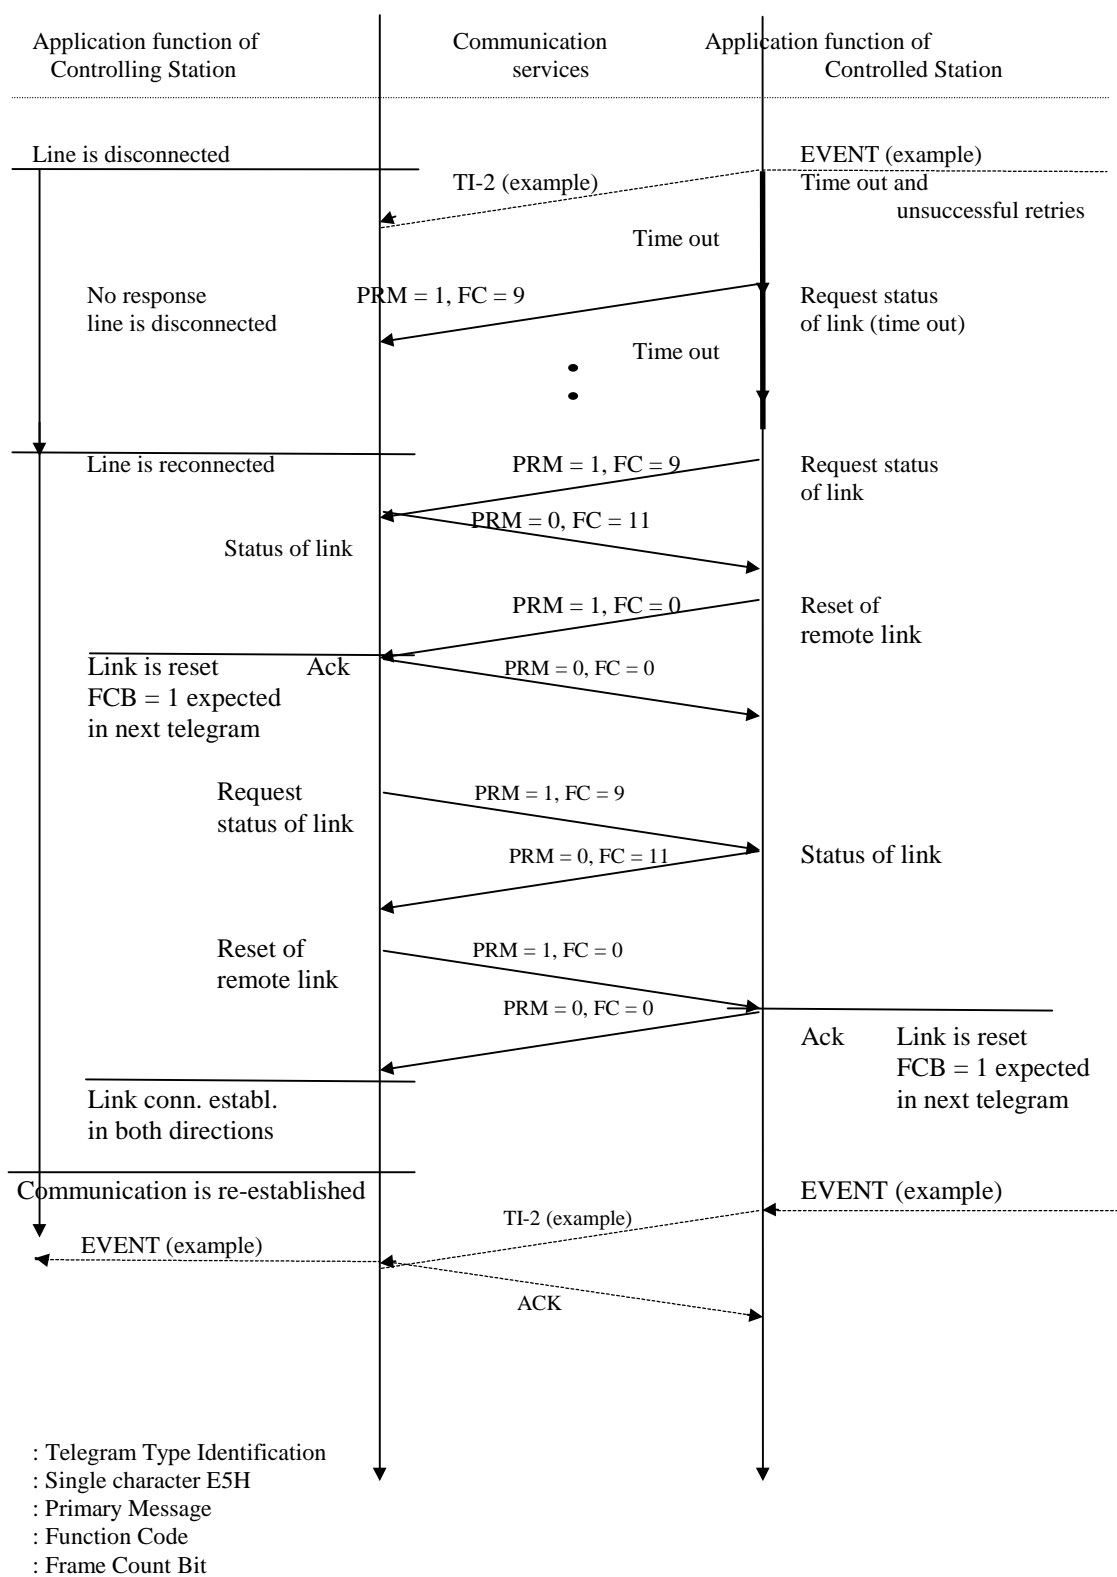 Application function of
Controlling Station
Communication
services
Application function of
Controlled Station
Line is disconnected
EVENT (example)
TI-2 (example)
Time out and
unsuccessful retries
Time out
No response
line is disconnected
PRM = 1, FC = 9
Request status
of link (time out)
Time out
Line is reconnected
PRM = 1, FC = 9
Request status
of link
PRM = 0, FC = 11
Status of link
PRM = 1, FC = 0
Reset of
remote link
Link is reset Ack
FCB = 1 expected
in next telegram
PRM = 0, FC = 0
Request
status of link
PRM = 1, FC = 9
PRM = 0, FC = 11
Status of link
Reset of
remote link
PRM = 1, FC = 0
PRM = 0, FC = 0
Ack Link is reset
FCB = 1 expected
in next telegram
Link conn. establ.
in both directions
Communication is re-established
EVENT (example)
TI-2 (example)
EVENT (example)
ACK
: Telegram Type Identification
: Single character E5H
: Primary Message
: Function Code
: Frame Count Bit